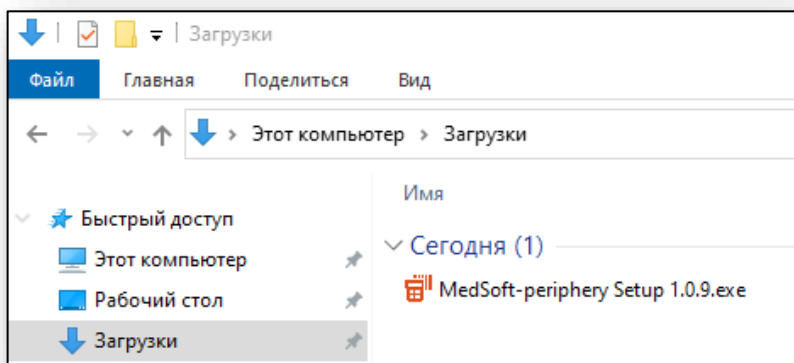 Загрузки
Файл Главная Поделиться Вид
Этот компьютер Загрузки
Имя
Быстрый доступ
Сегодня (1)
Этот компьютер
MedSoft-periphery Setup 1.0.9.exe
Рабочий стол
Загрузки